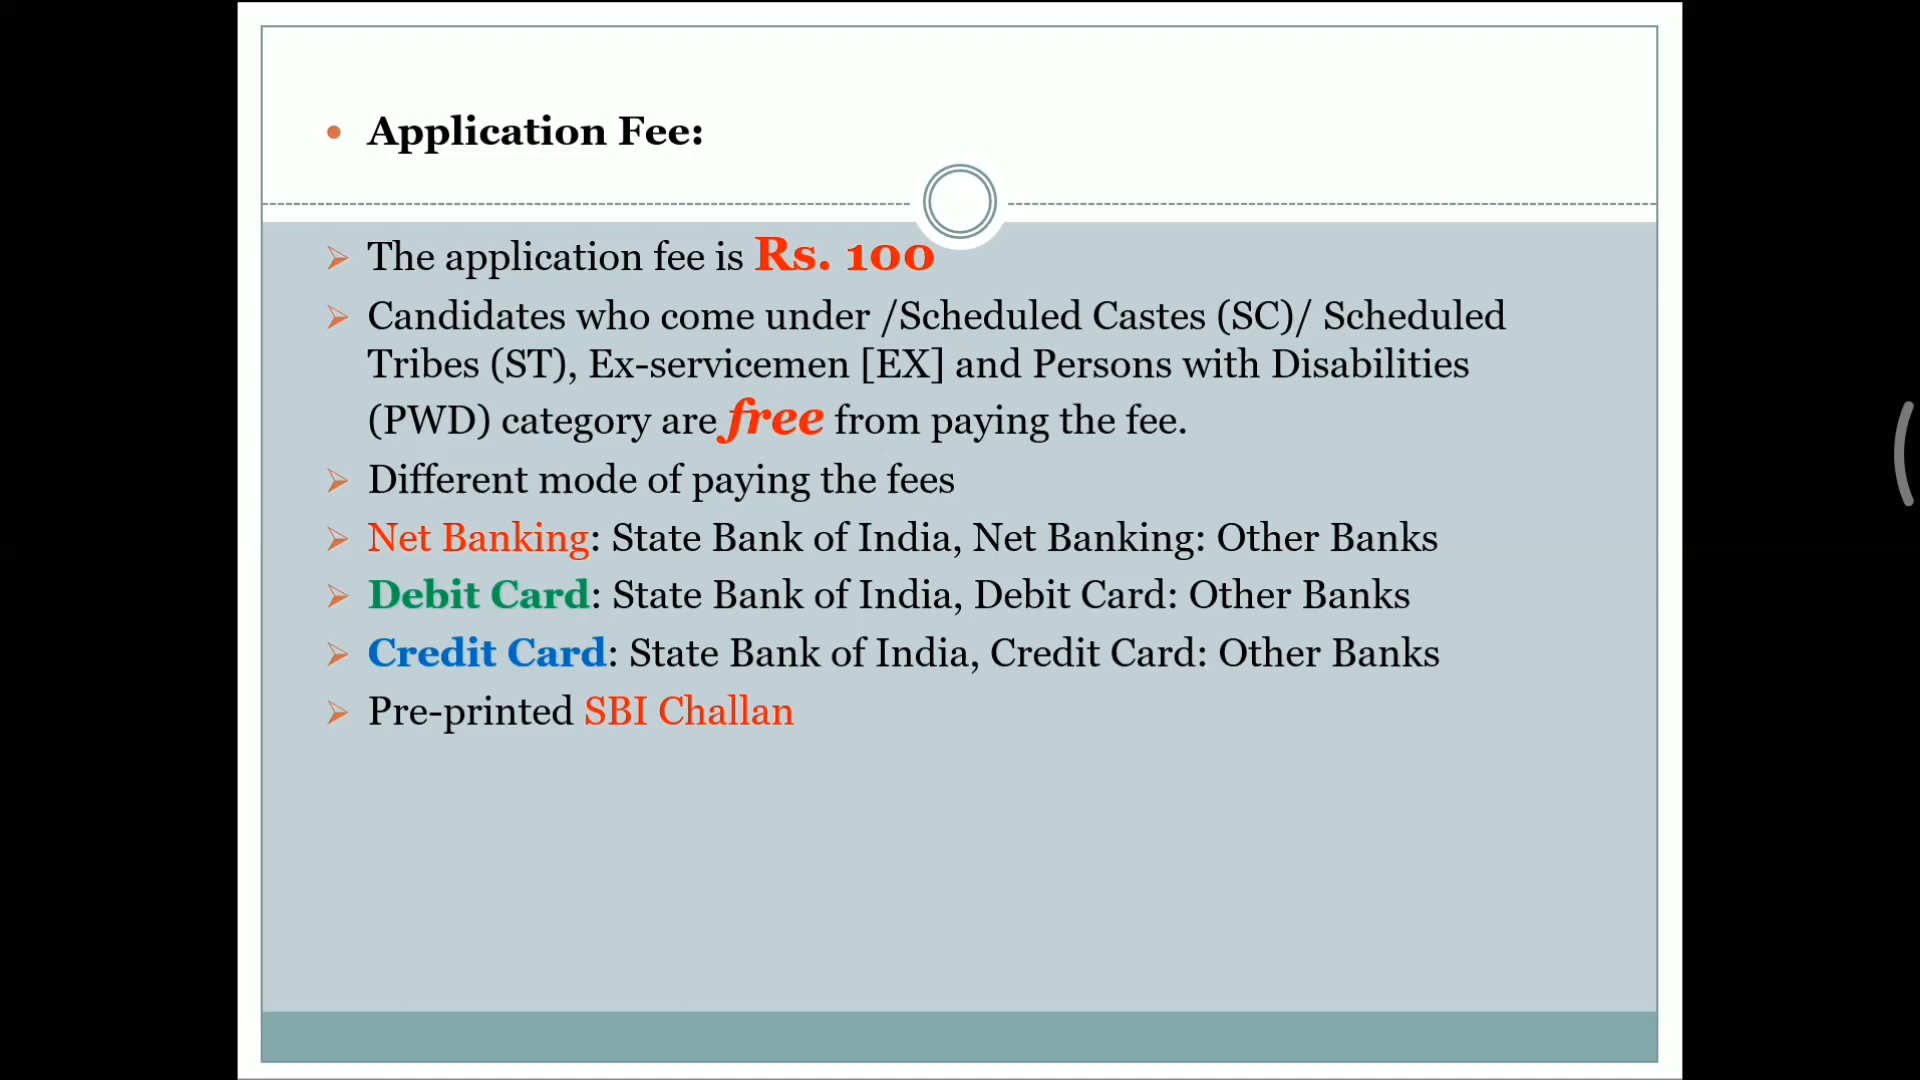 Application Fee:
The application fee is Rs. 100
Candidates who come under /Scheduled Castes (SC)/ Scheduled
Tribes (ST), Ex-servicemen [EX] and Persons with Disabilities
(PWD) category are free from paying the fee.
Different mode of paying the fees
Net Banking: State Bank of India, Net Banking: Other Banks
Debit Card: State Bank of India, Debit Card: Other Banks
Credit Card: State Bank of India, Credit Card: Other Banks
Pre-printed SBI Challan